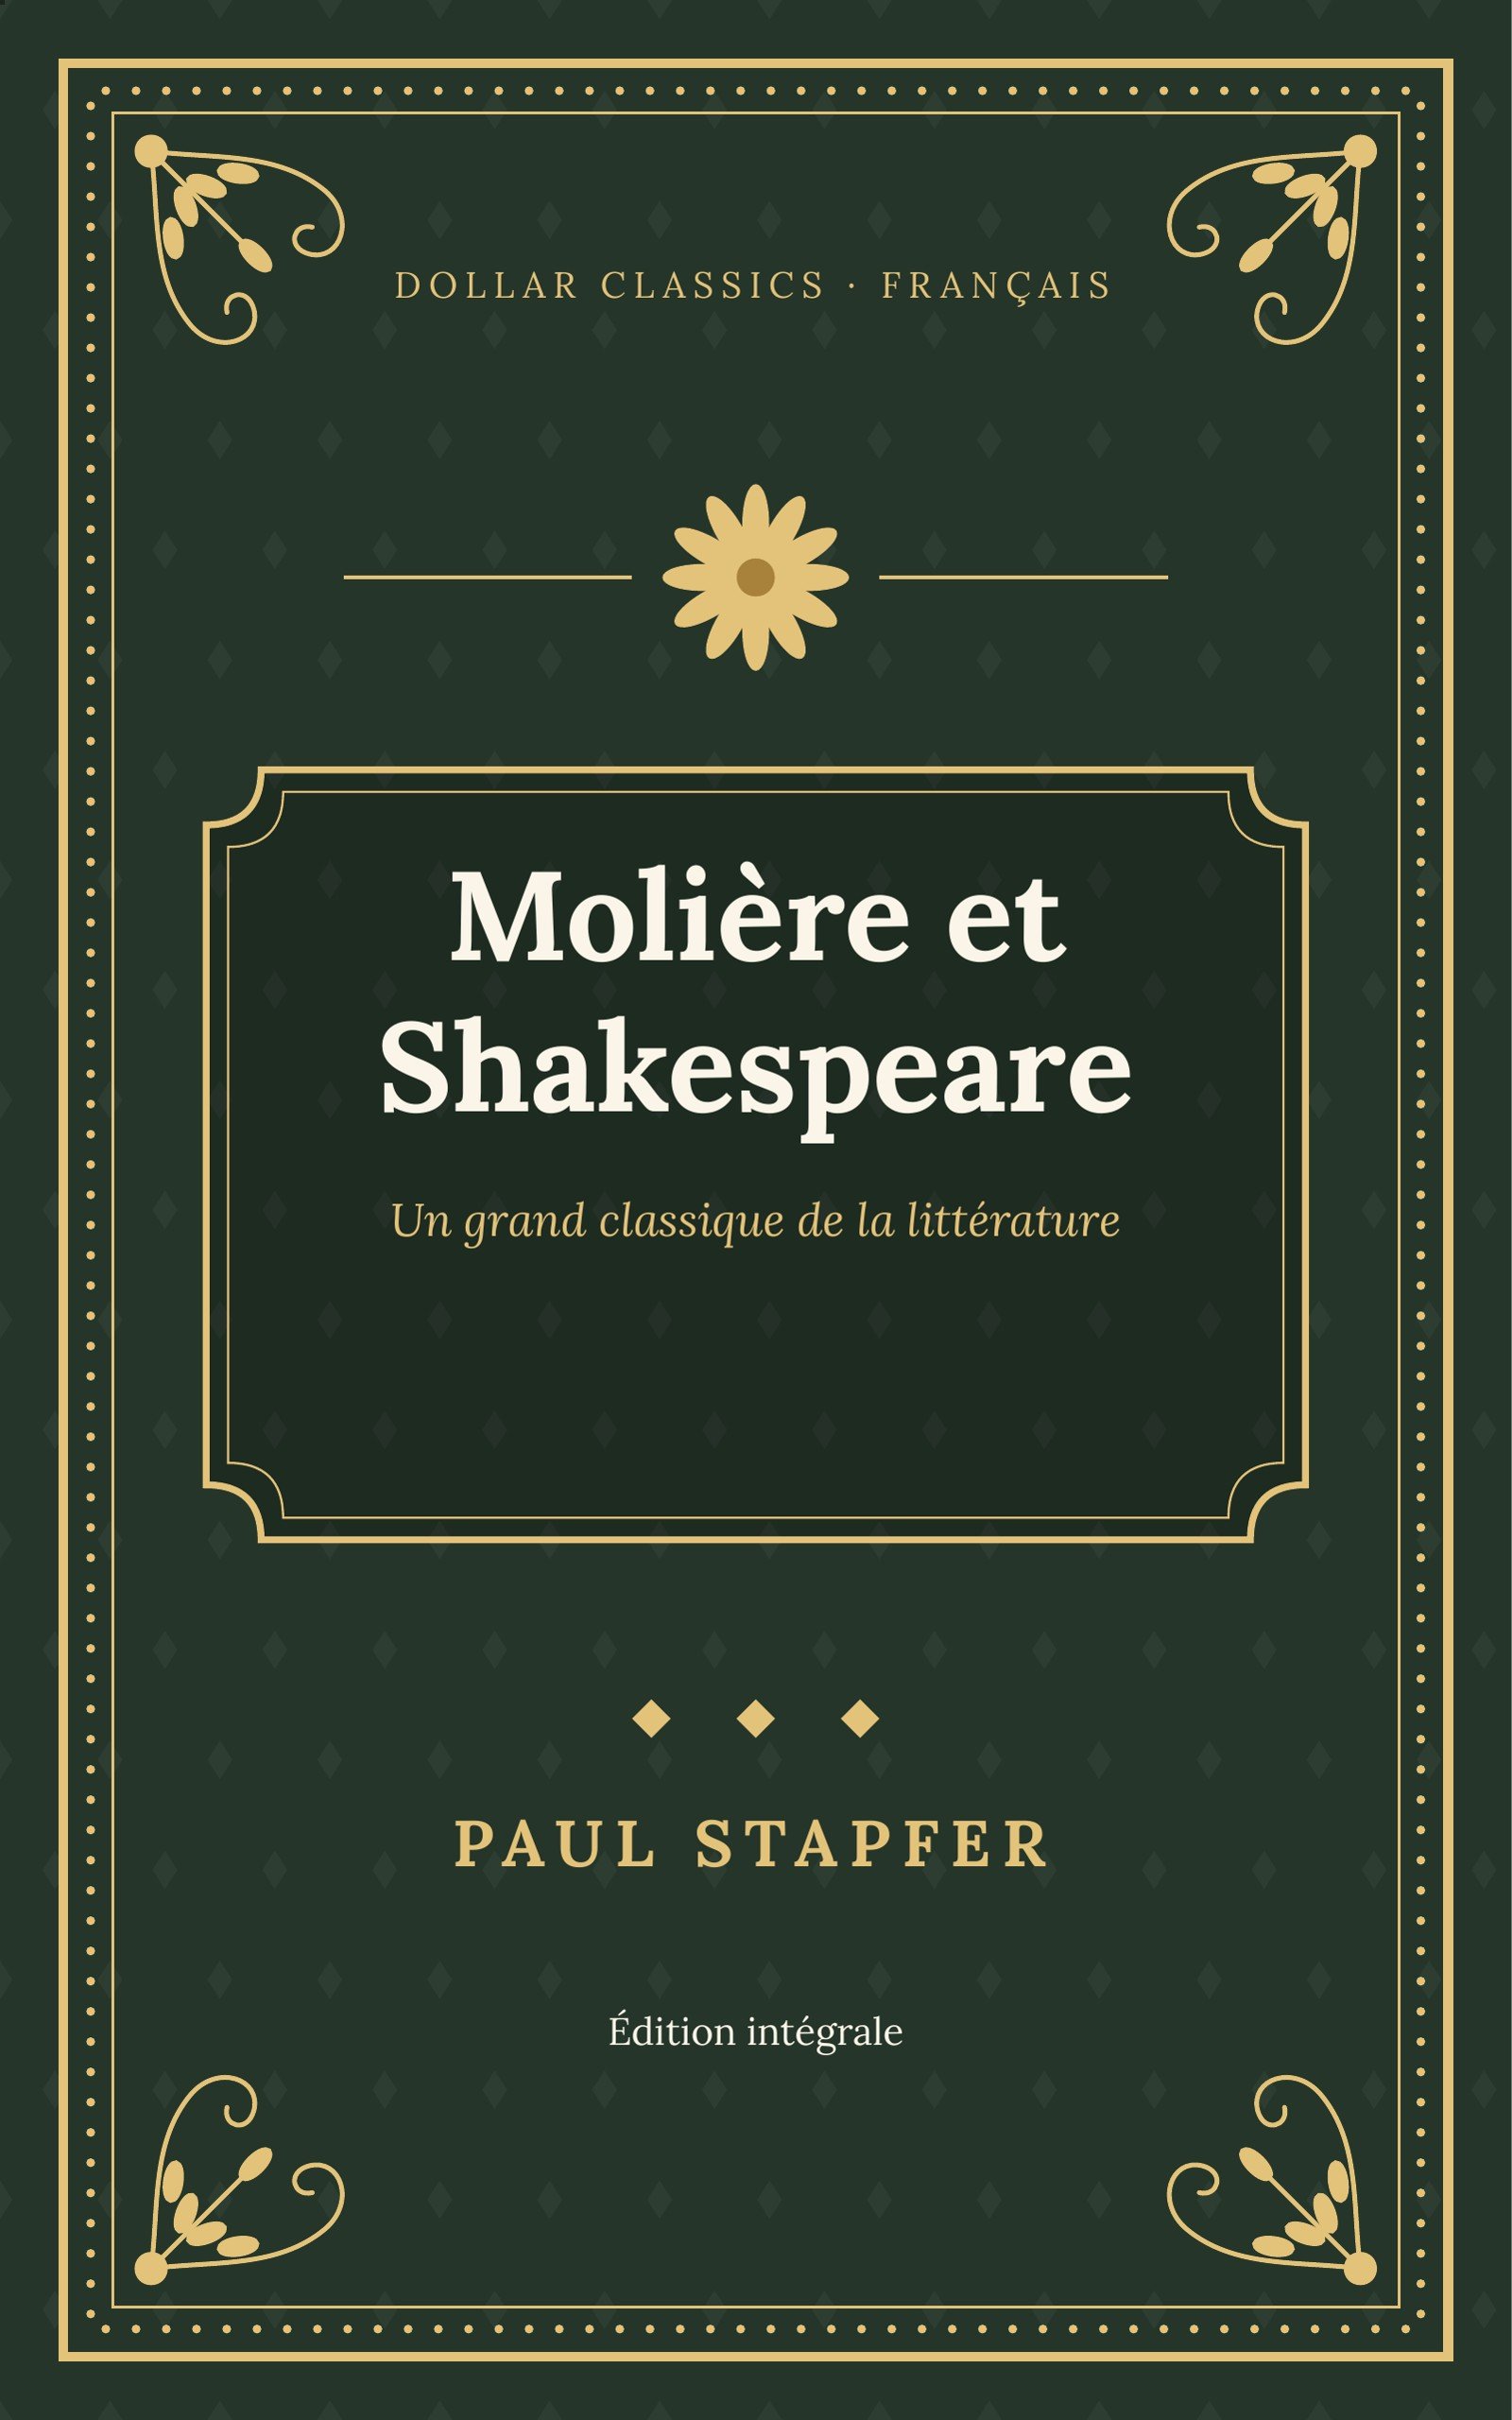 DOLLAR CLASSICS · FRANÇAIS
Molière et
Shakespeare
Un grand classique de la littérature
PAUL STAPFER
Édition intégrale